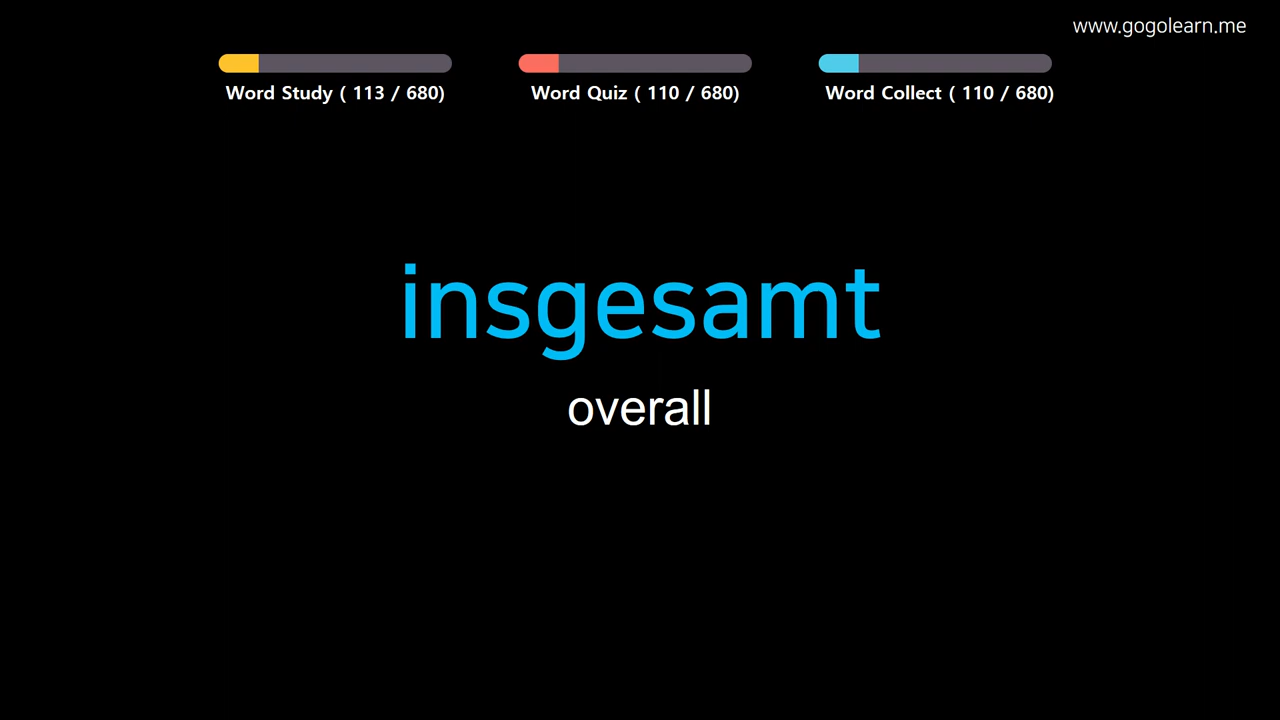 www.gogolearn.me
Word Study ( 113 / 680)
Word Quiz ( 110 / 680)
Word Collect ( 110 / 680)
insgesamt
overall